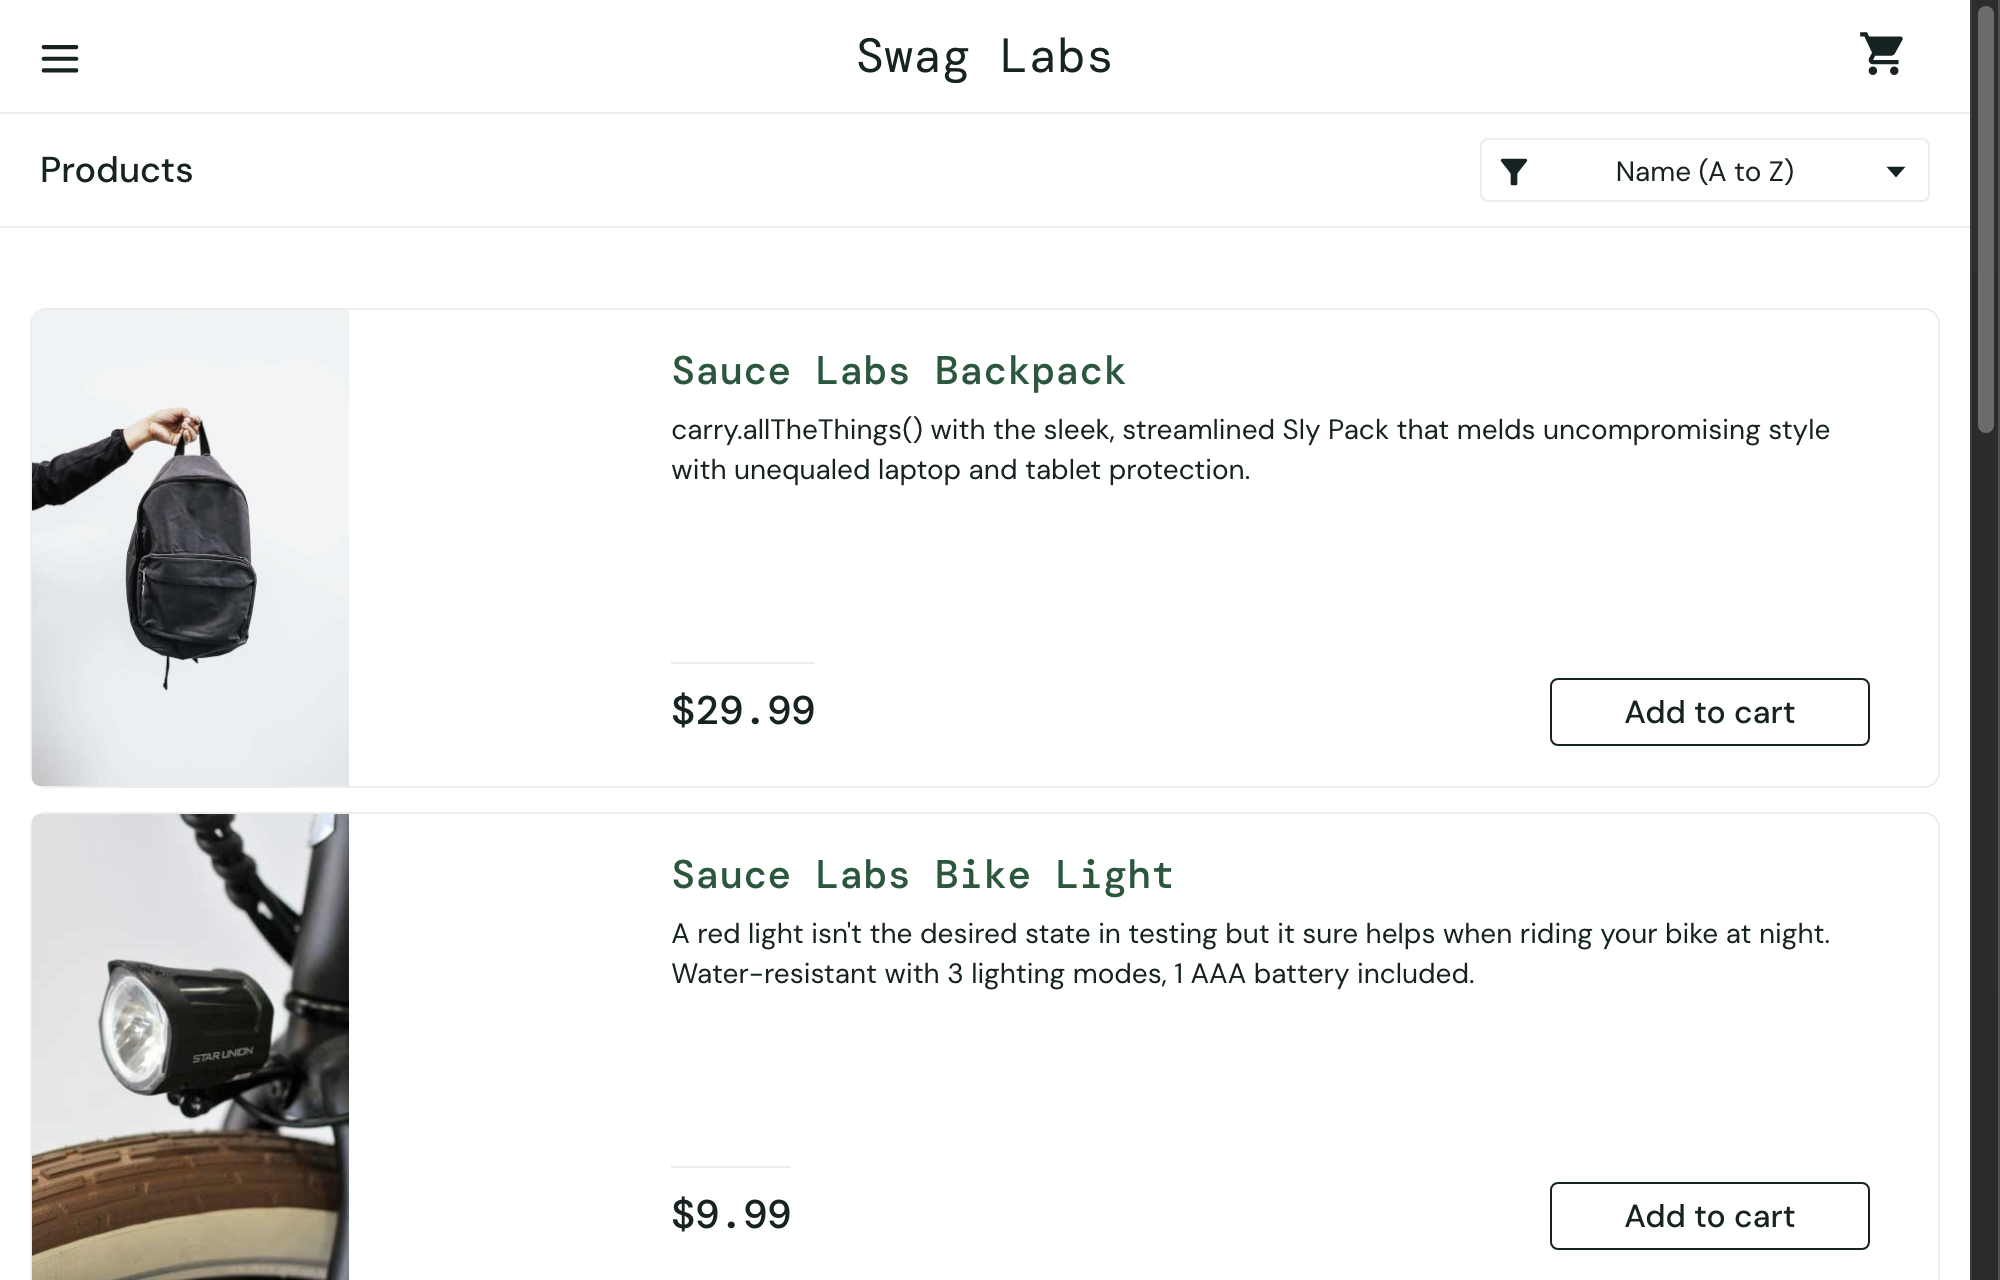 Swag Labs
Products
Name (A to Z)
Sauce Labs Backpack
carry.allTheThings() with the sleek, streamlined Sly Pack that melds uncompromising style
with unequaled laptop and tablet protection.
$29.99
Add to cart
Sauce Labs Bike Light
A red light isn't the desired state in testing but it sure helps when riding your bike at night.
Water-resistant with 3 lighting modes, 1 AAA battery included.
STAR UNION
$9.99
Add to cart